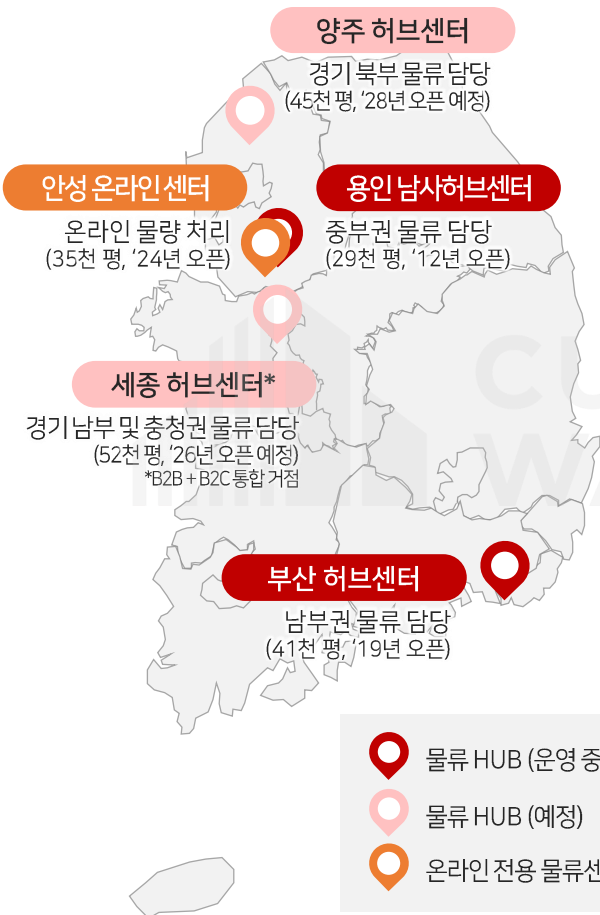 양주 허브센터
경기 북부 물류 담당
(45천 평, ‘28년 오픈 예정)
안성 온라인 센터
온라인 물량 처리
(35천 평, ‘24년 오픈)
용인 남사허브센터
중부권 물류 담당
(29천 평, ‘12년 오픈)
세종 허브센터*
경기 남부 및 충청권 물류 담당
(52천 평, ‘26년 오픈 예정)
*B2B + B2C 통합 거점
부산 허브센터
남부권 물류 담당
(41천 평, ‘19년 오픈)
물류 HUB (운영 중
물류 HUB (예정)
온라인 전용 물류센